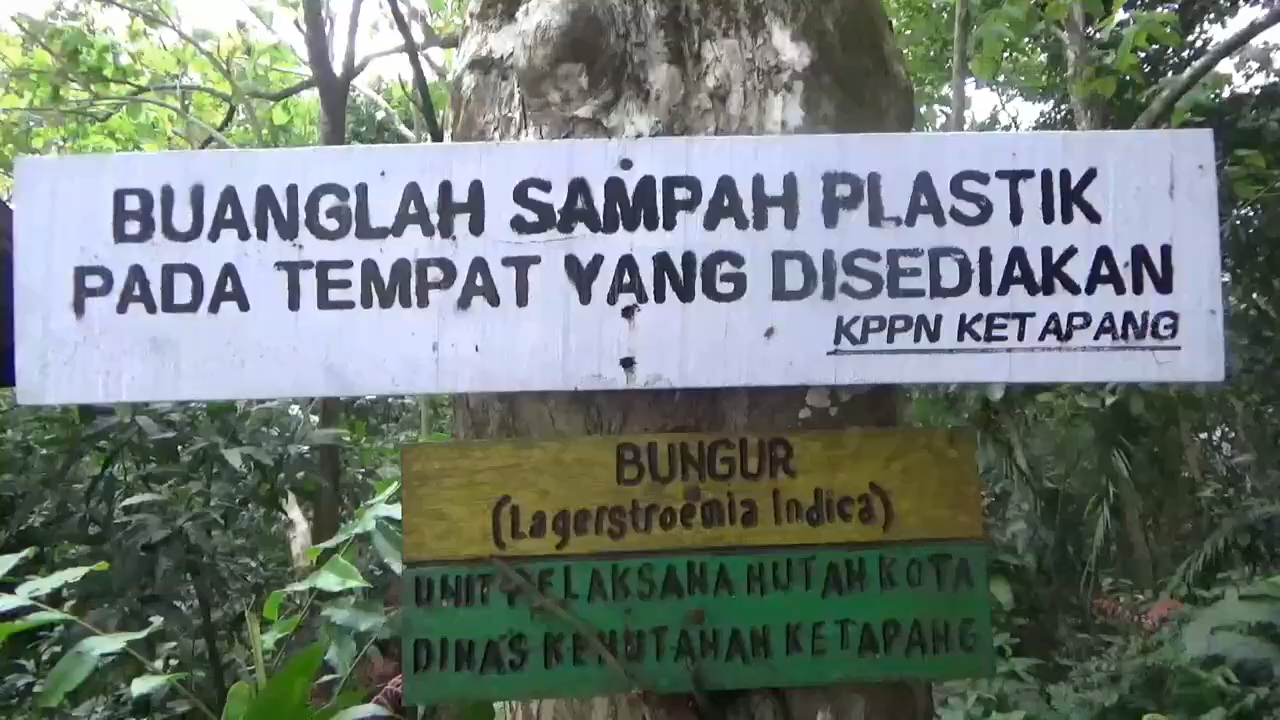 BUANGLAH SAMPAH PLASTIK
PADA TEMPAT YANG DISEDIAKAN
KPPN KETAPANG
BUNGUR
(Lagerstroemia Indica)
UNIT PELAKSANA HUTAN KOTA
DINAS KEHUTANAN KETAPANG